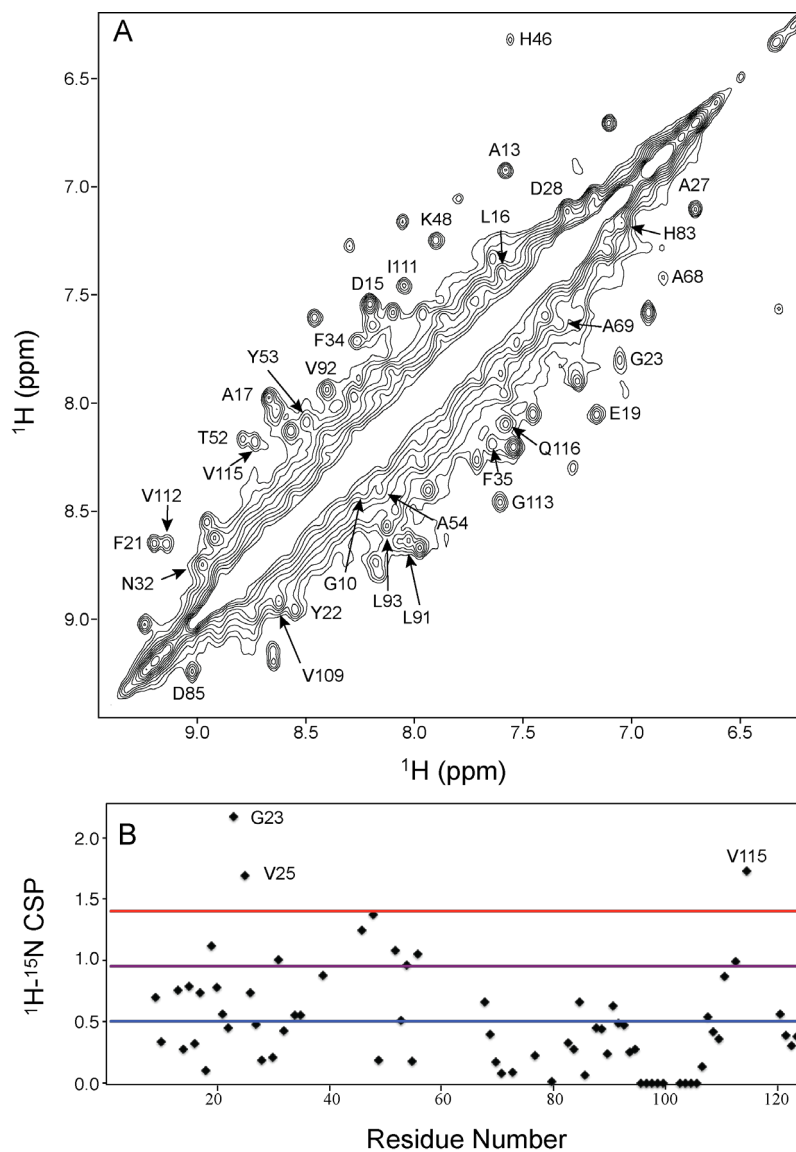 A
H46
6.5
A13
D28
A27
7.0
K48
L16
H83
I111
A68
D15
7.5
F34
A69
Y53
V92
G23
¹H (ppm)
A17
8.0
E19
T52
Q116
V115
F35
V112
G113
8.5
F21
A54
N32
G10
L93
L91
Y22
9.0
V109
D85
9.0 8.5 8.0 7.5 7.0 6.5
¹H (ppm)
B
G23
2.0
V25
V115
1.5
¹H-¹⁵N CSP
1.0
0.5
0.0
20 40 60 80 100 120
Residue Number